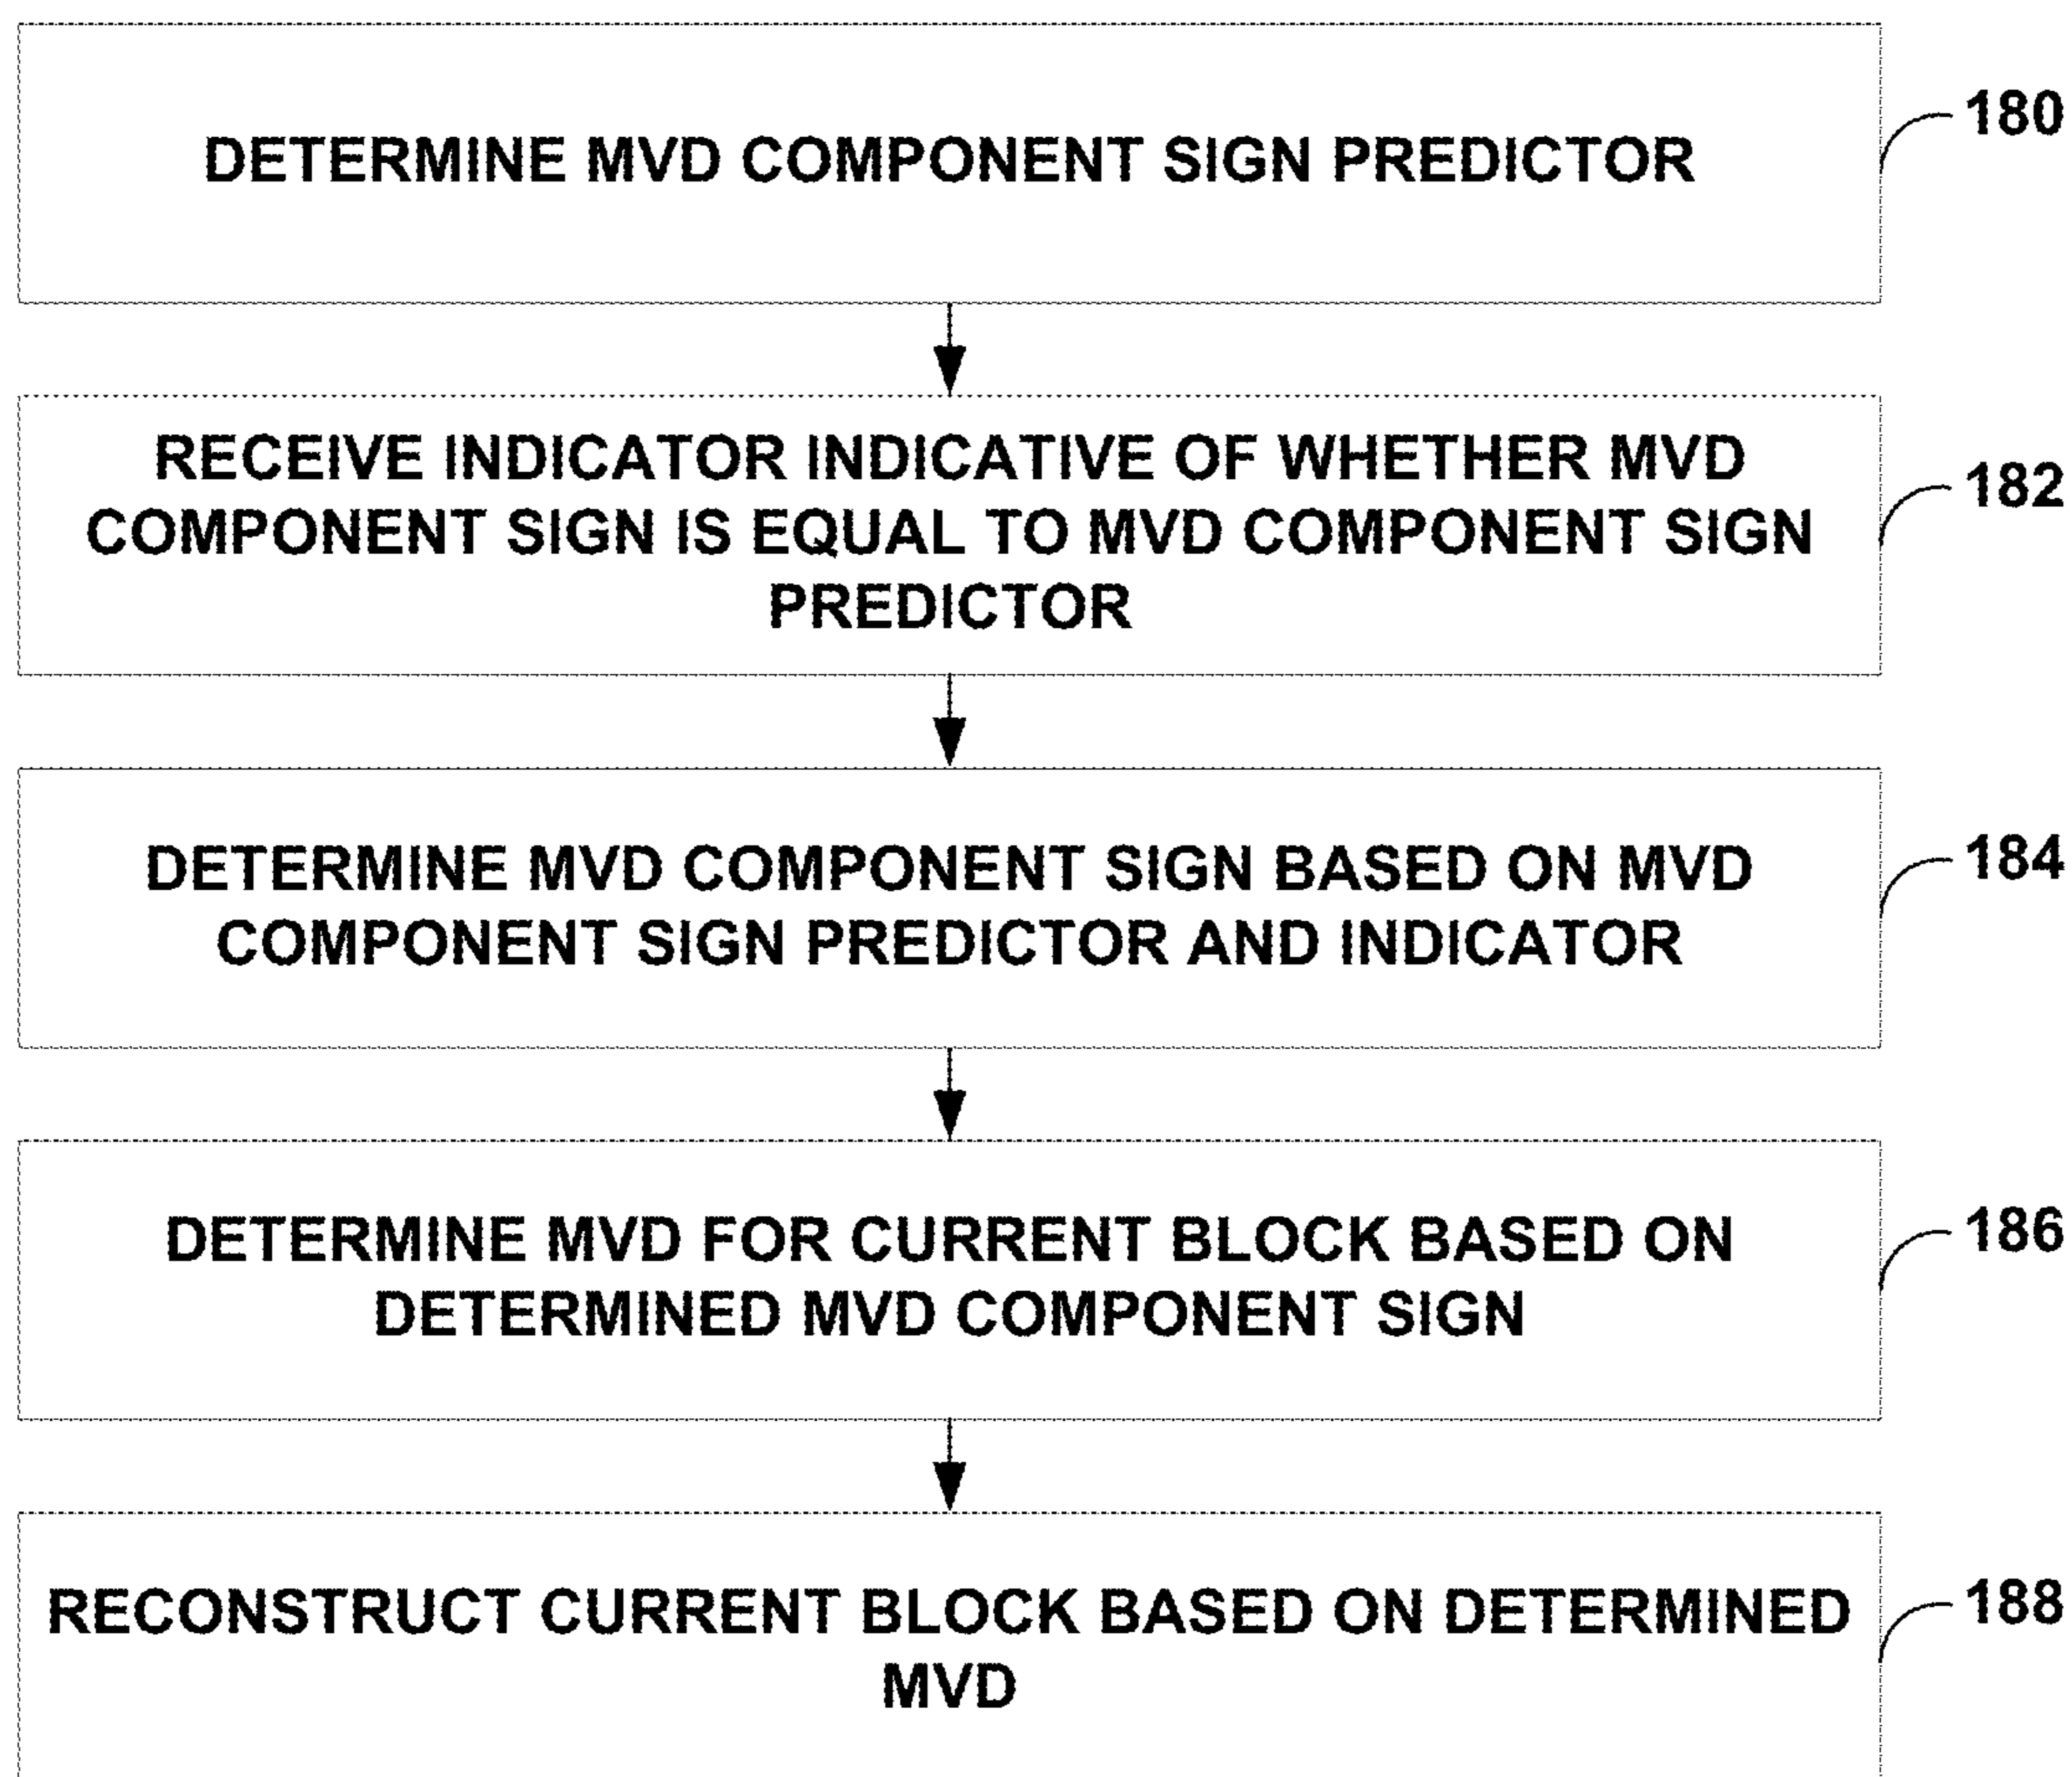 DETERMINE MVD COMPONENT SIGN PREDICTOR
180
RECEIVE INDICATOR INDICATIVE OF WHETHER MVD
COMPONENT SIGN IS EQUAL TO MVD COMPONENT SIGN
PREDICTOR
182
DETERMINE MVD COMPONENT SIGN BASED ON MVD
COMPONENT SIGN PREDICTOR AND INDICATOR
184
DETERMINE MVD FOR CURRENT BLOCK BASED ON
DETERMINED MVD COMPONENT SIGN
186
RECONSTRUCT CURRENT BLOCK BASED ON DETERMINED
MVD
188